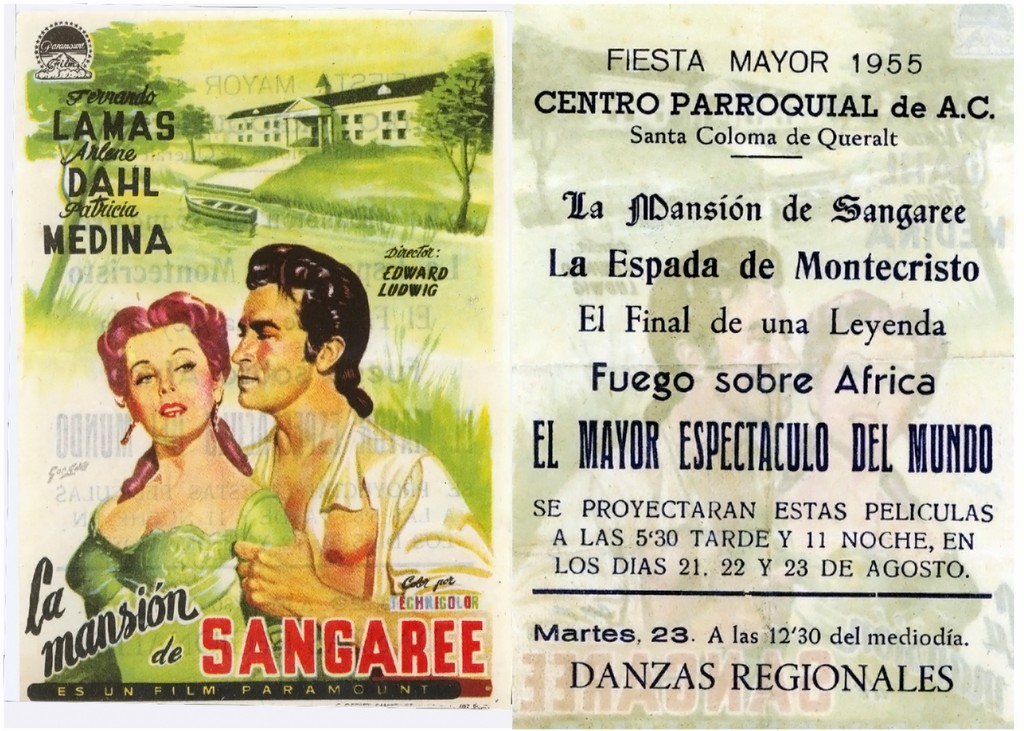 Paramount
Films
Fernando
LAMAS
Arlene
DAHL
Patricia
MEDINA
Director:
EDWARD
LUDWIG
Color por
TECHNICOLOR
la
mansión
de
SANGAREE
ES UN FILM PARAMOUNT
FIESTA MAYOR 1955
CENTRO PARROQUIAL de A.C.
Santa Coloma de Queralt
La Mansión de Sangaree
La Espada de Montecristo
El Final de una Leyenda
Fuego sobre Africa
EL MAYOR ESPECTACULO DEL MUNDO
SE PROYECTARAN ESTAS PELICULAS
A LAS 5'30 TARDE Y 11 NOCHE, EN
LOS DIAS 21, 22 Y 23 DE AGOSTO.
Martes, 23. A las 12'30 del mediodía.
DANZAS REGIONALES